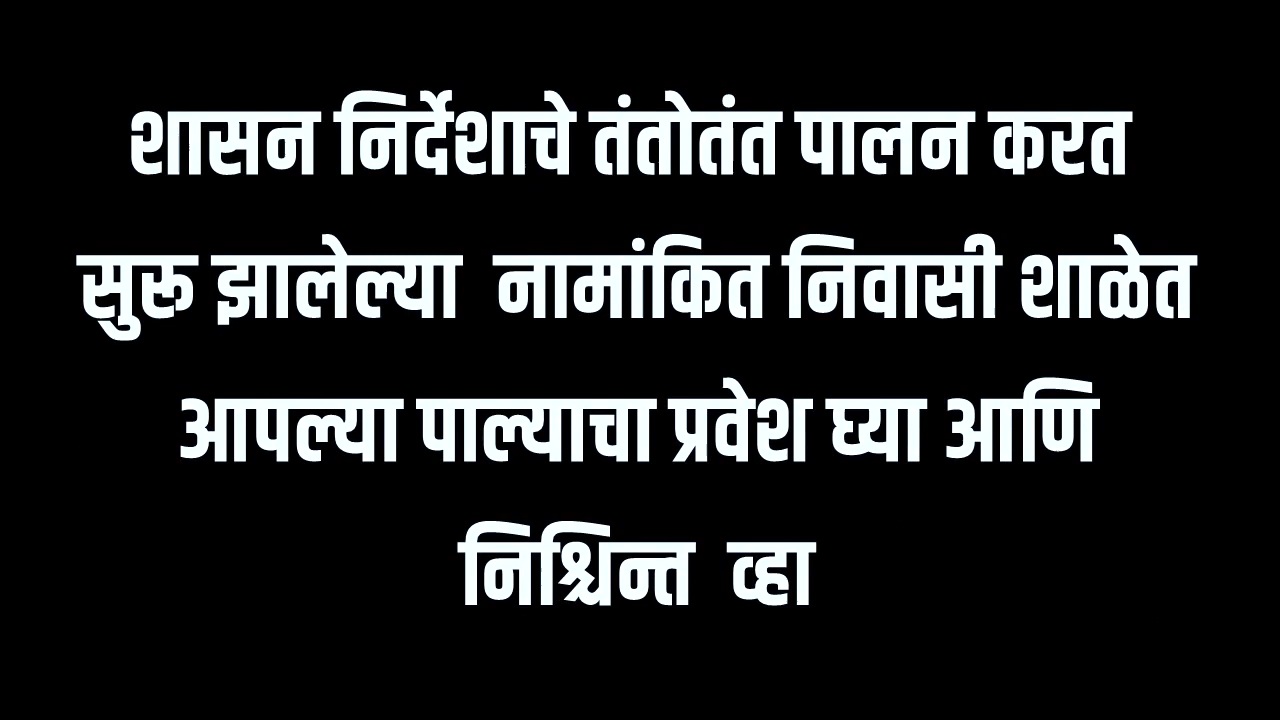 शासन निर्देशाचे तंतोतंत पालन करत
सुरू झालेल्या नामांकित निवासी शाळेत
आपल्या पाल्याचा प्रवेश घ्या आणि
निश्चिन्त व्हा